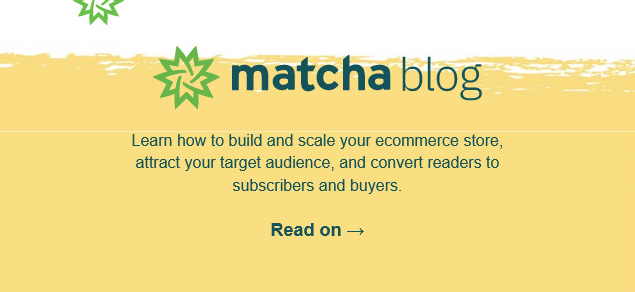 matcha blog
Learn how to build and scale your ecommerce store,
attract your target audience, and convert readers to
subscribers and buyers.
Read on →